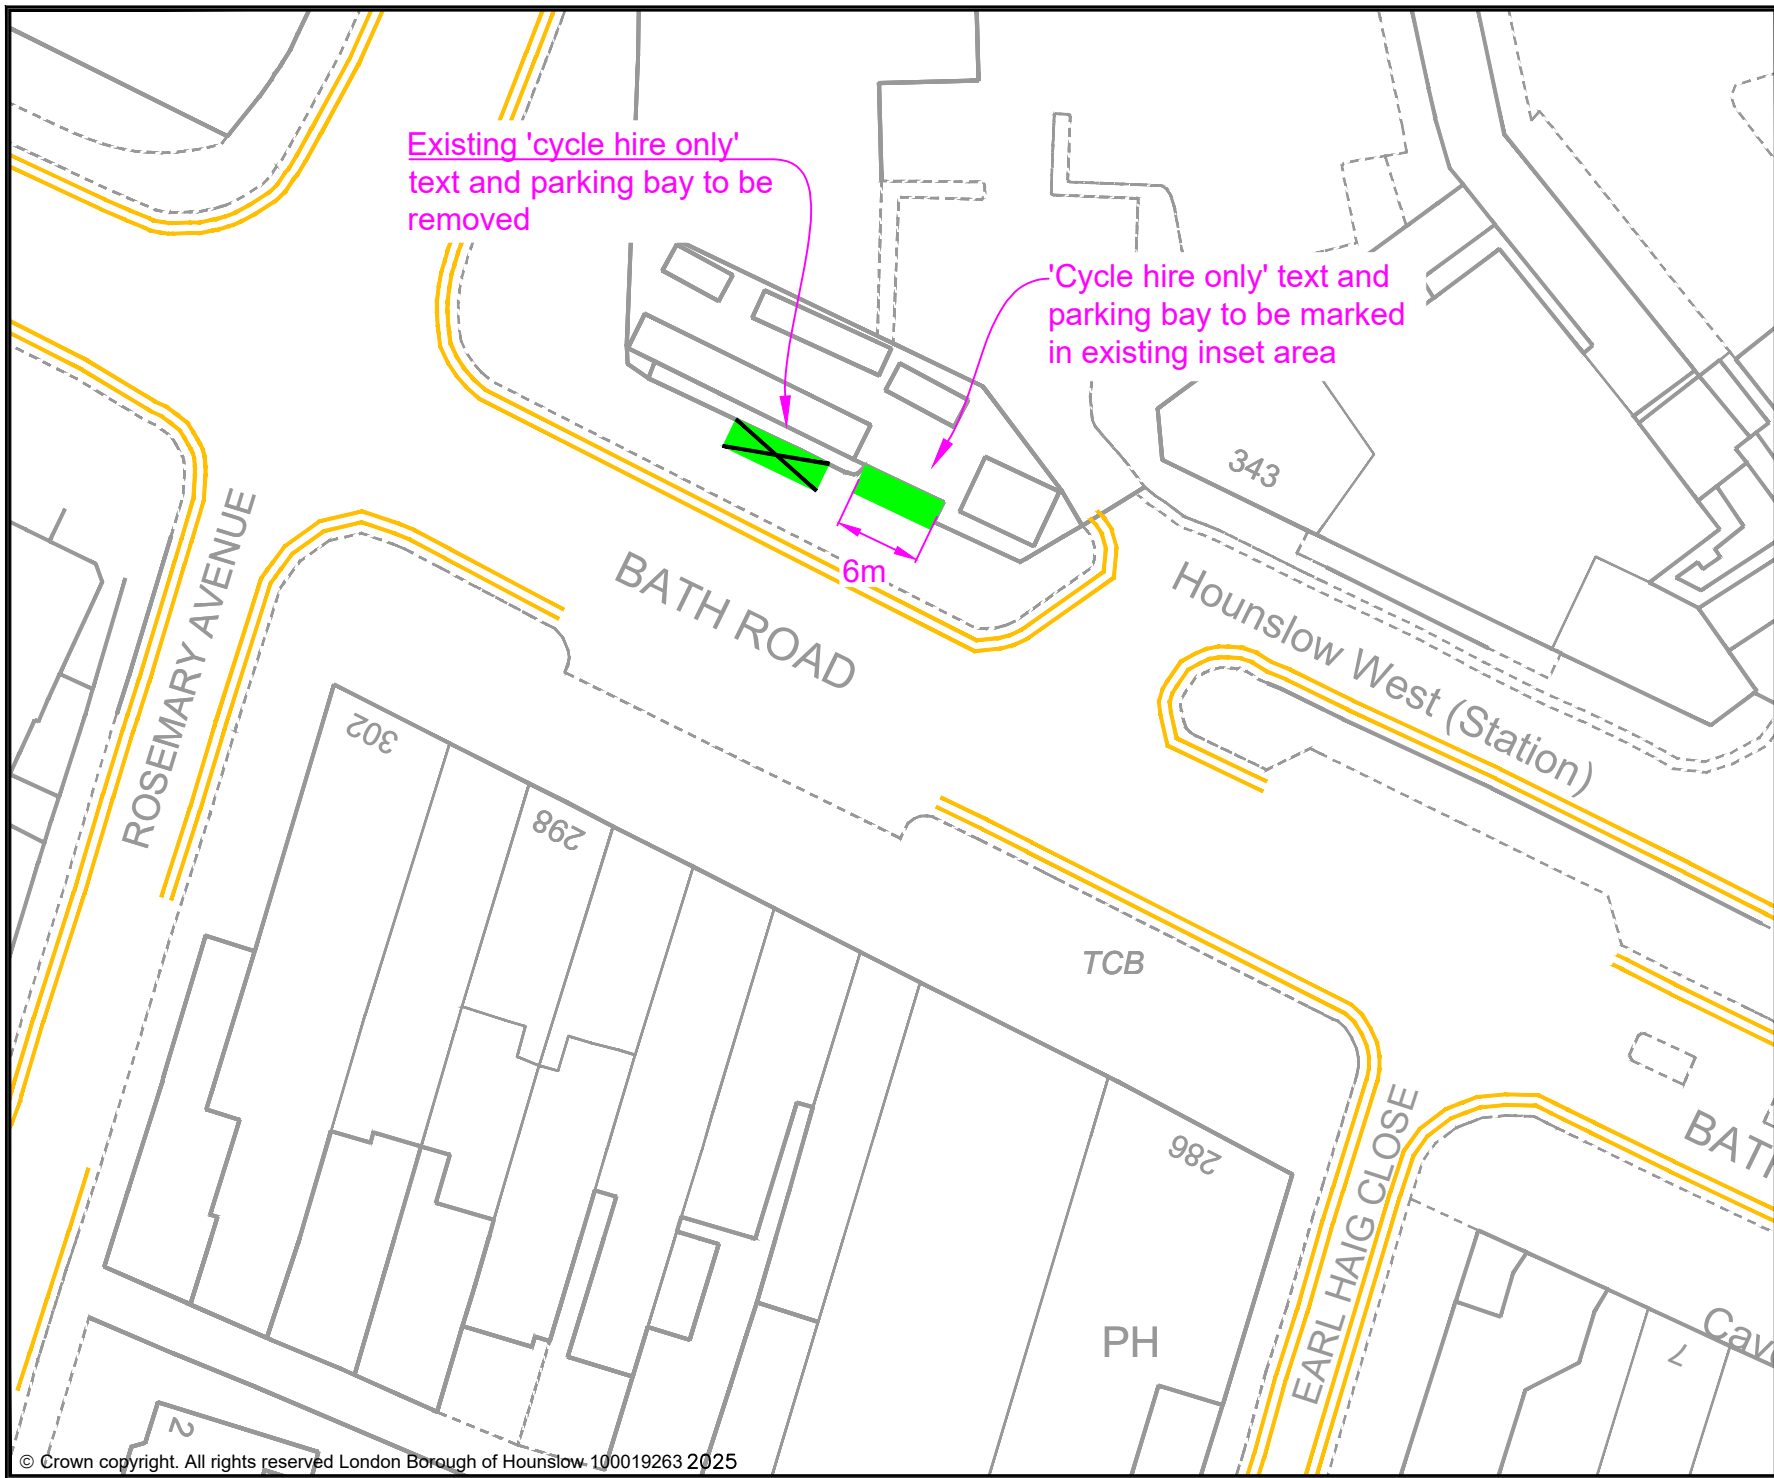 Existing 'cycle hire only'
text and parking bay to be
removed
'Cycle hire only' text and
parking bay to be marked
in existing inset area
343
6m
BATH ROAD
Hounslow West (Station)
ROSEMARY AVENUE
302
298
TCB
286
EARL HAIG CLOSE
BATH
PH
Cave
7
2
© Crown copyright. All rights reserved London Borough of Hounslow 100019263 2025